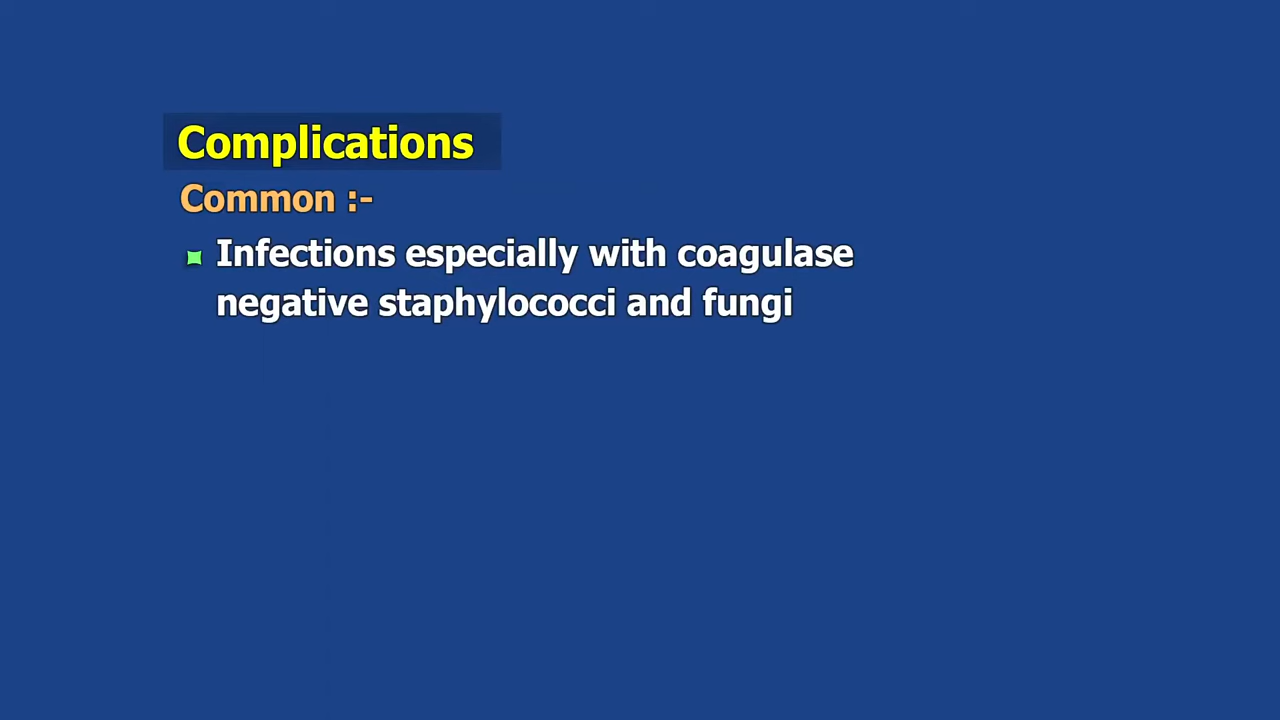 Complications
Common :-
Infections especially with coagulase
negative staphylococci and fungi